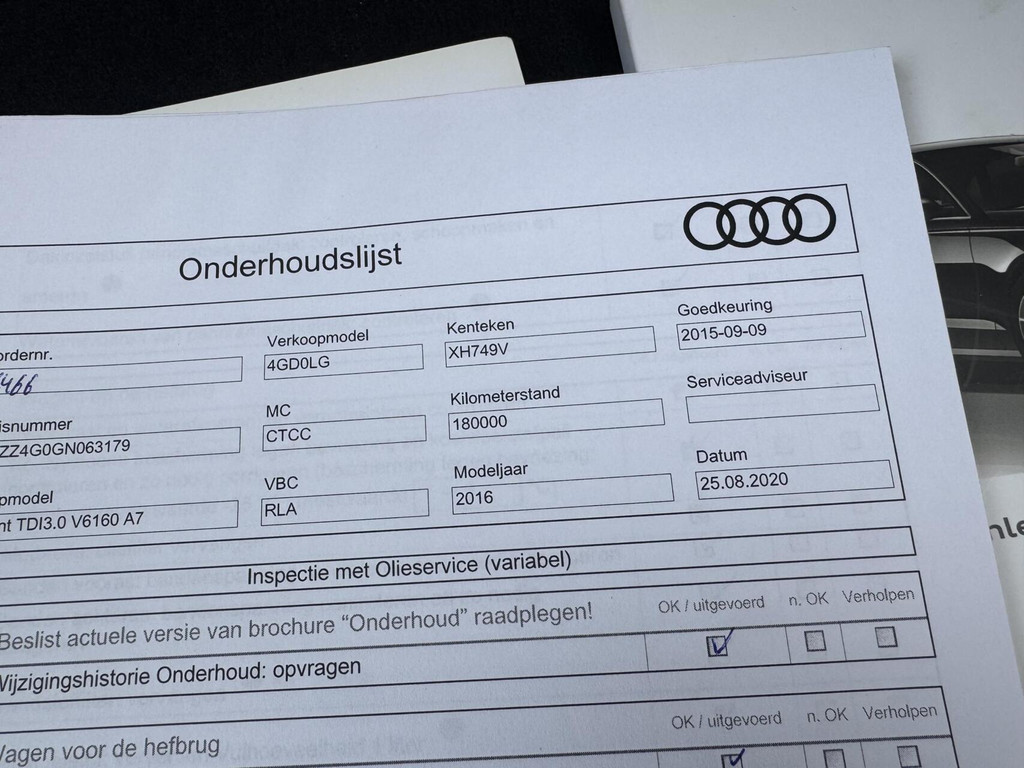 Onderhoudslijst
ordernr. Verkoopmodel Kenteken Goedkeuring
466 4GD0LG XH749V 2015-09-09
isnummer MC Kilometerstand Serviceadviseur
ZZ4G0GN063179 CTCC 180000
pmodel VBC Modeljaar Datum
nt TDI3.0 V6160 A7 RLA 2016 25.08.2020
Inspectie met Olieservice (variabel)
Beslist actuele versie van brochure “Onderhoud” raadplegen! OK / uitgevoerd n. OK Verholpen
Wijzigingshistorie Onderhoud: opvragen
Wagen voor de hefbrug OK / uitgevoerd n. OK Verholpen
nle